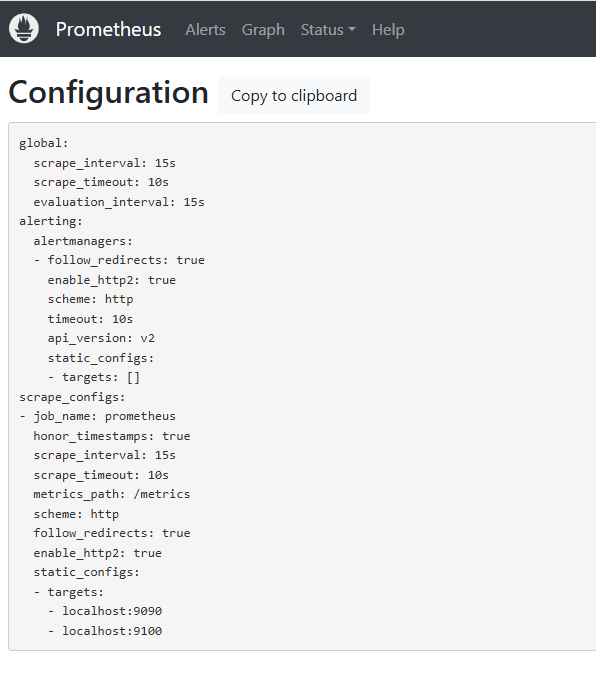 Prometheus Alerts Graph Status Help
Configuration Copy to clipboard
global:
  scrape_interval: 15s
  scrape_timeout: 10s
  evaluation_interval: 15s
alerting:
  alertmanagers:
  - follow_redirects: true
    enable_http2: true
    scheme: http
    timeout: 10s
    api_version: v2
    static_configs:
    - targets: []
scrape_configs:
- job_name: prometheus
  honor_timestamps: true
  scrape_interval: 15s
  scrape_timeout: 10s
  metrics_path: /metrics
  scheme: http
  follow_redirects: true
  enable_http2: true
  static_configs:
  - targets:
    - localhost:9090
    - localhost:9100